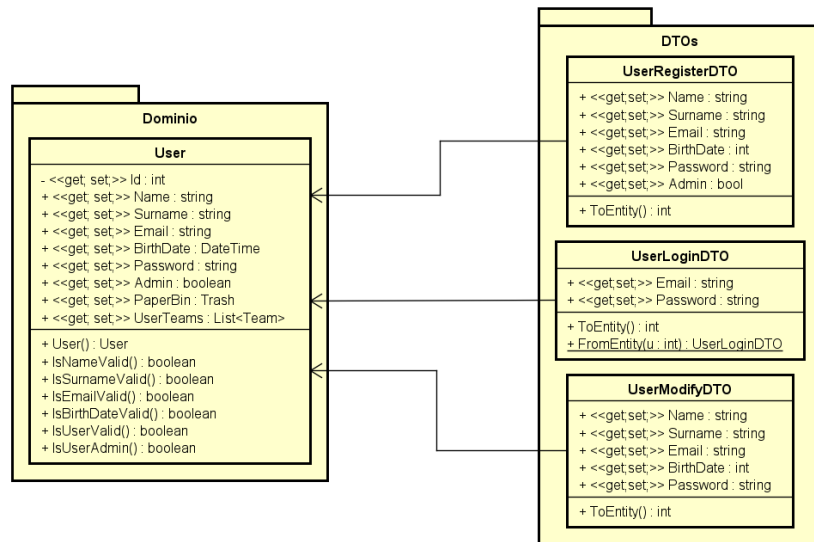 Dominio
User
- <<get; set;>> Id : int
+ <<get; set;>> Name : string
+ <<get; set;>> Surname : string
+ <<get; set;>> Email : string
+ <<get; set;>> BirthDate : DateTime
+ <<get; set;>> Password : string
+ <<get; set;>> Admin : boolean
+ <<get; set;>> PaperBin : Trash
+ <<get; set;>> UserTeams : List<Team>
+ User() : User
+ IsNameValid() : boolean
+ IsSurnameValid() : boolean
+ IsEmailValid() : boolean
+ IsBirthDateValid() : boolean
+ IsUserValid() : boolean
+ IsUserAdmin() : boolean
DTOs
UserRegisterDTO
+ <<get;set;>> Name : string
+ <<get;set;>> Surname : string
+ <<get;set;>> Email : string
+ <<get;set;>> BirthDate : int
+ <<get;set;>> Password : string
+ <<get;set;>> Admin : bool
+ ToEntity() : int
UserLoginDTO
+ <<get;set;>> Email : string
+ <<get;set;>> Password : string
+ ToEntity() : int
+ FromEntity(u : int) : UserLoginDTO
UserModifyDTO
+ <<get;set;>> Name : string
+ <<get;set;>> Surname : string
+ <<get;set;>> Email : string
+ <<get;set;>> BirthDate : int
+ <<get;set;>> Password : string
+ ToEntity() : int